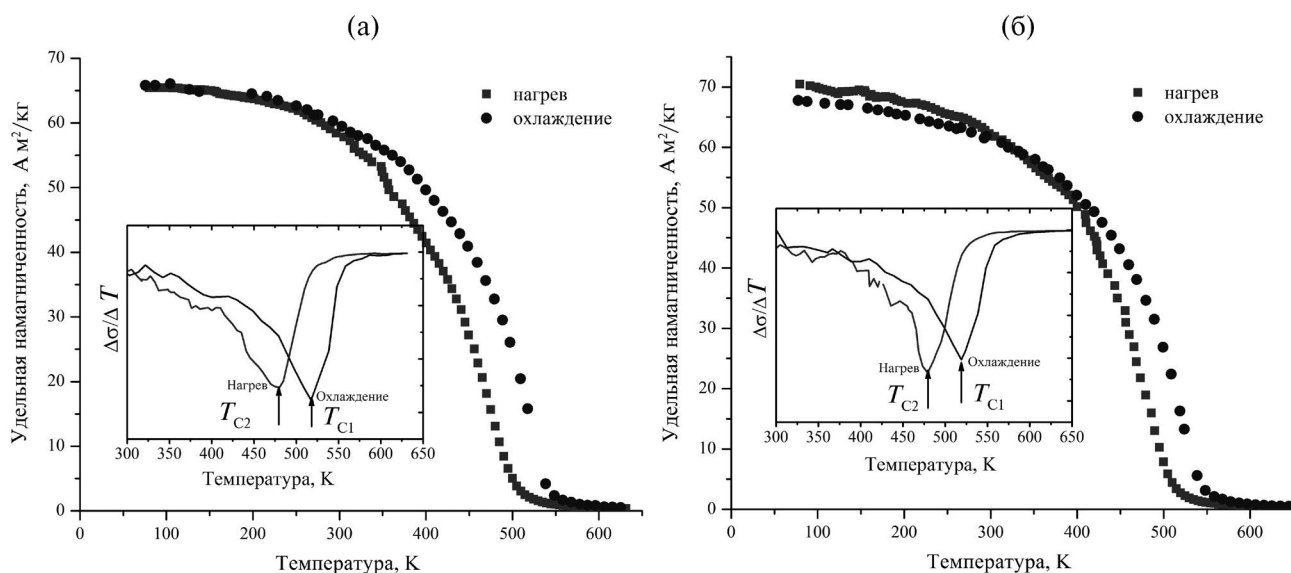 (а)
Удельная намагниченность, А м²/кг
70
60
50
40
30
20
10
0
нагрев
охлаждение
Δσ/ΔT
Нагрев
Охлаждение
T_C2
T_C1
300 350 400 450 500 550 600 650
Температура, К
0 100 200 300 400 500 600
Температура, К
(б)
Удельная намагниченность, А м²/кг
70
60
50
40
30
20
10
0
нагрев
охлаждение
Δσ/ΔT
Нагрев
Охлаждение
T_C2
T_C1
300 350 400 450 500 550 600 650
Температура, К
0 100 200 300 400 500 600
Температура, К